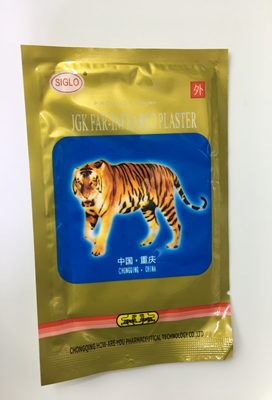 SIGLO
外
JGK FAR-INFRARED PLASTER
中国·重庆
CHONGQING·CHINA
CHONGQING HOW-ARE-YOU PHARMACEUTICAL TECHNOLOGY CO.,LTD